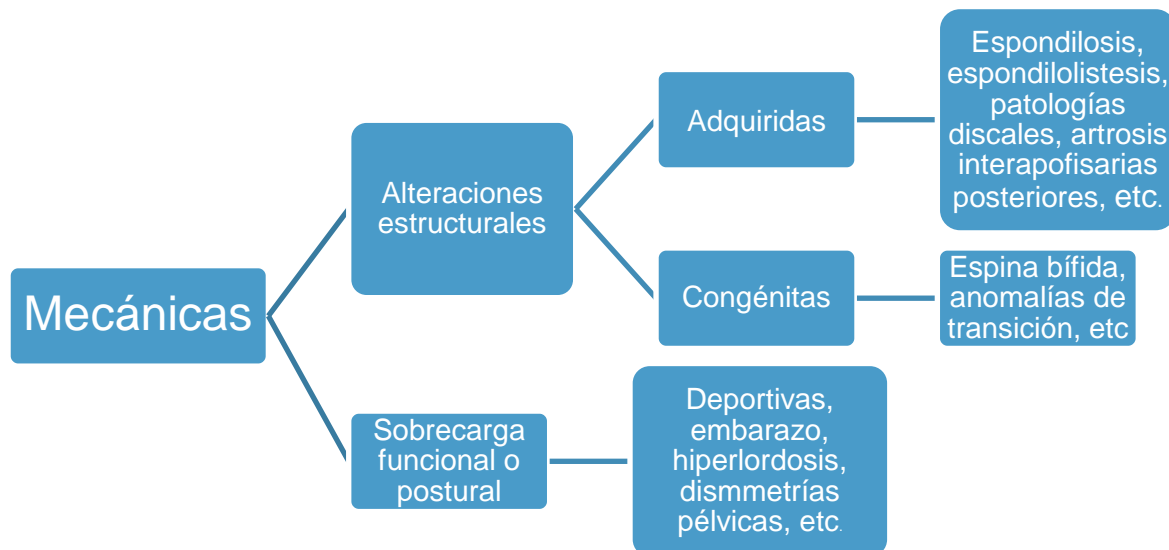 Mecánicas
Alteraciones
estructurales
Adquiridas
Espondilosis,
espondilolistesis,
patologías
discales, artrosis
interapofisarias
posteriores, etc.
Congénitas
Espina bífida,
anomalías de
transición, etc
Sobrecarga
funcional o
postural
Deportivas,
embarazo,
hiperlordosis,
dismmetrías
pélvicas, etc.